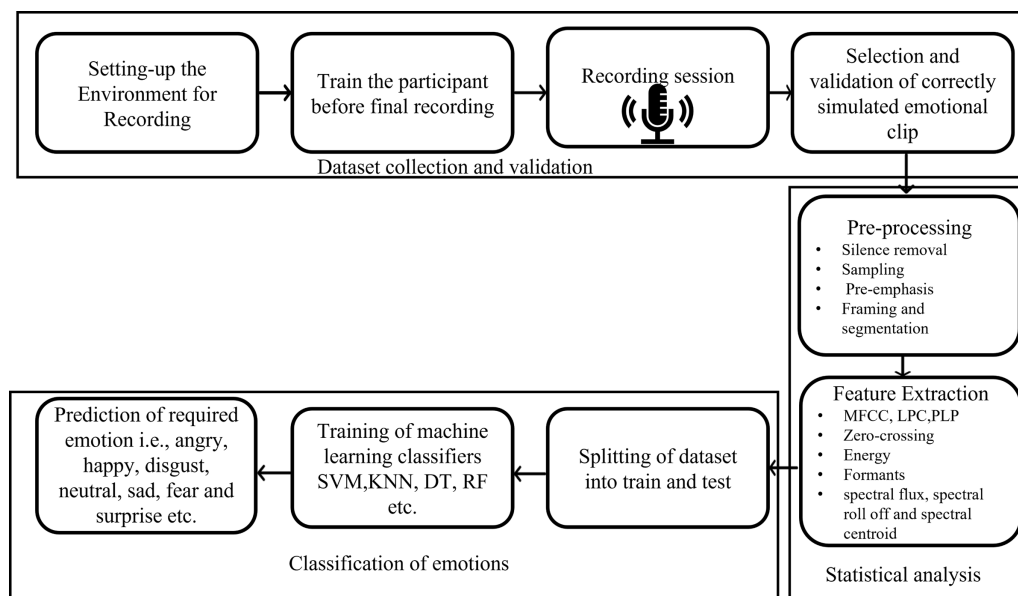 Setting-up the
Environment for
Recording
Train the participant
before final recording
Recording session
Selection and
validation of correctly
simulated emotional
clip
Dataset collection and validation
Pre-processing
• Silence removal
• Sampling
• Pre-emphasis
• Framing and
segmentation
Feature Extraction
• MFCC, LPC,PLP
• Zero-crossing
• Energy
• Formants
• spectral flux, spectral
roll off and spectral
centroid
Statistical analysis
Splitting of dataset
into train and test
Training of machine
learning classifiers
SVM,KNN, DT, RF
etc.
Prediction of required
emotion i.e., angry,
happy, disgust,
neutral, sad, fear and
surprise etc.
Classification of emotions